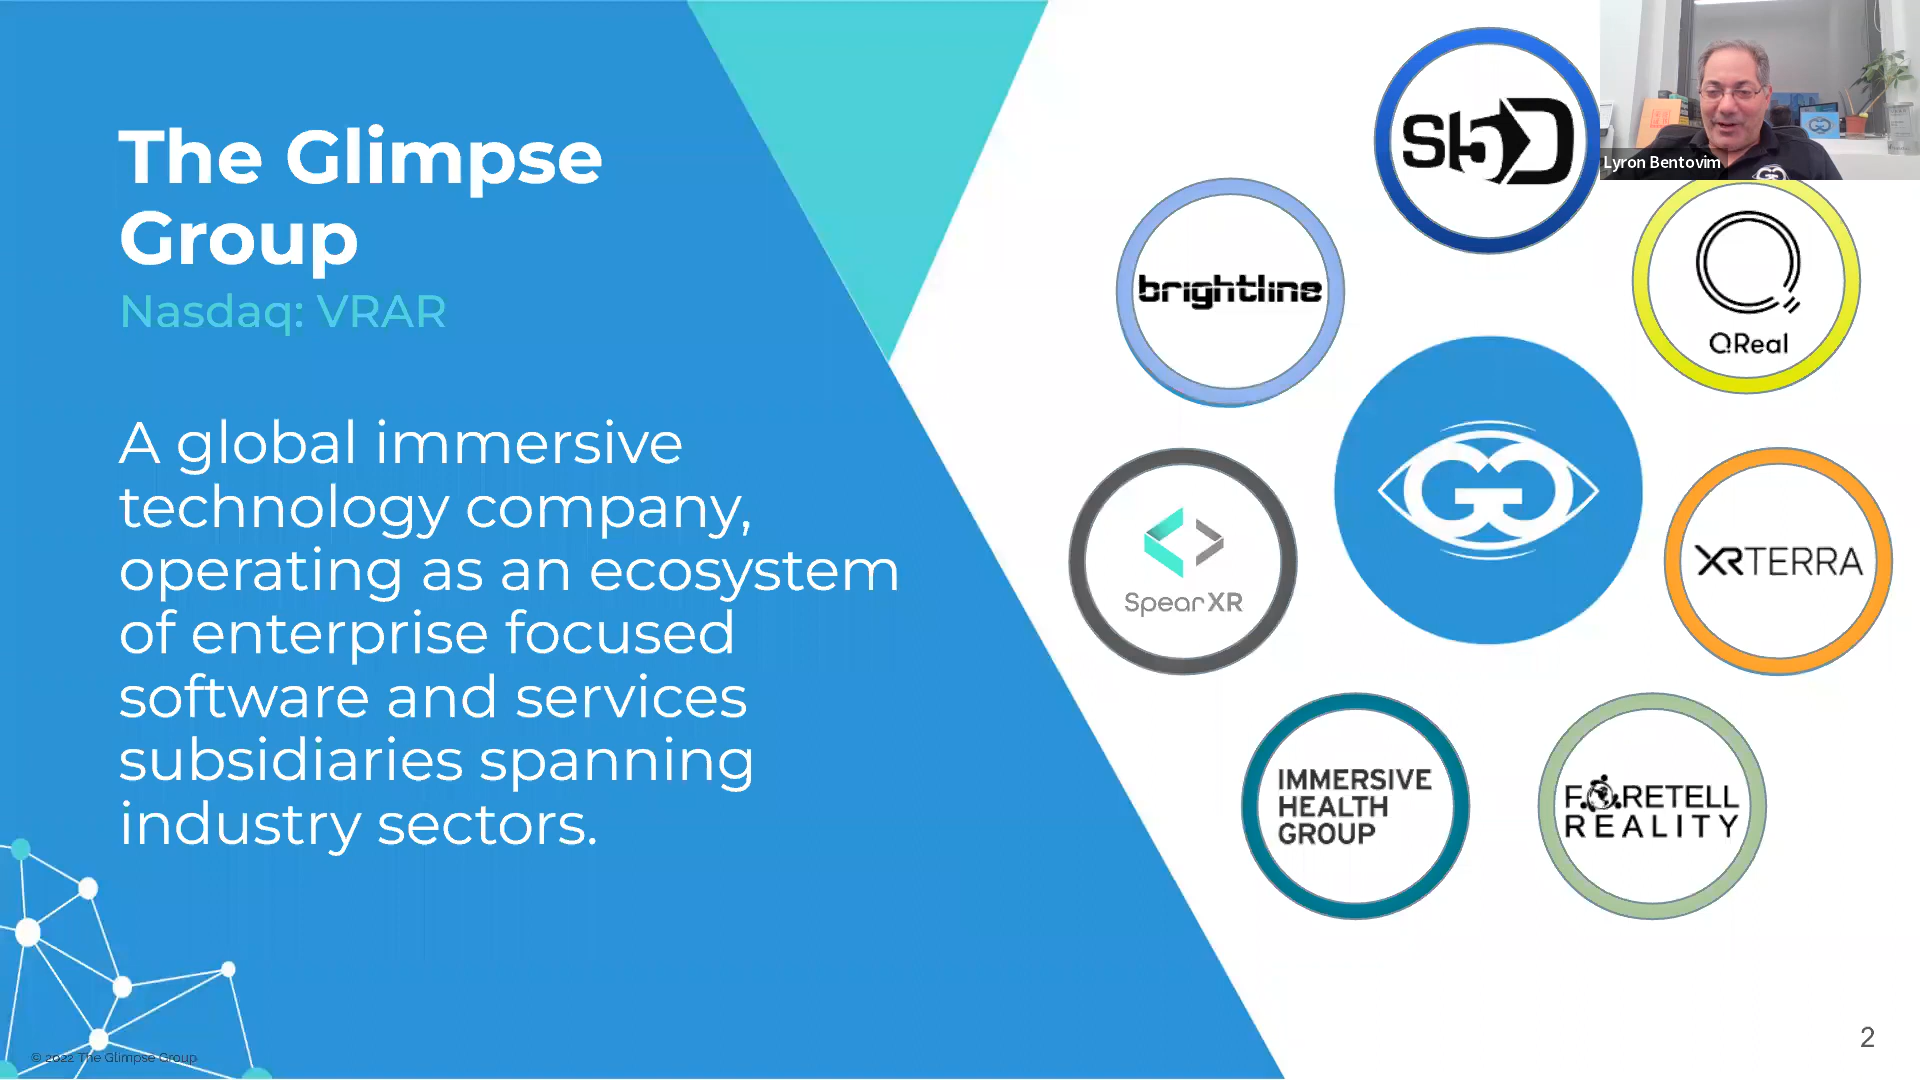 The Glimpse
Group
Nasdaq: VRAR
A global immersive
technology company,
operating as an ecosystem
of enterprise focused
software and services
subsidiaries spanning
industry sectors.
© 2022 The Glimpse Group
S5D
Lyron Bentovim
brightline
QReal
SpearXR
XRTERRA
IMMERSIVE
HEALTH
GROUP
FORETELL
REALITY
2